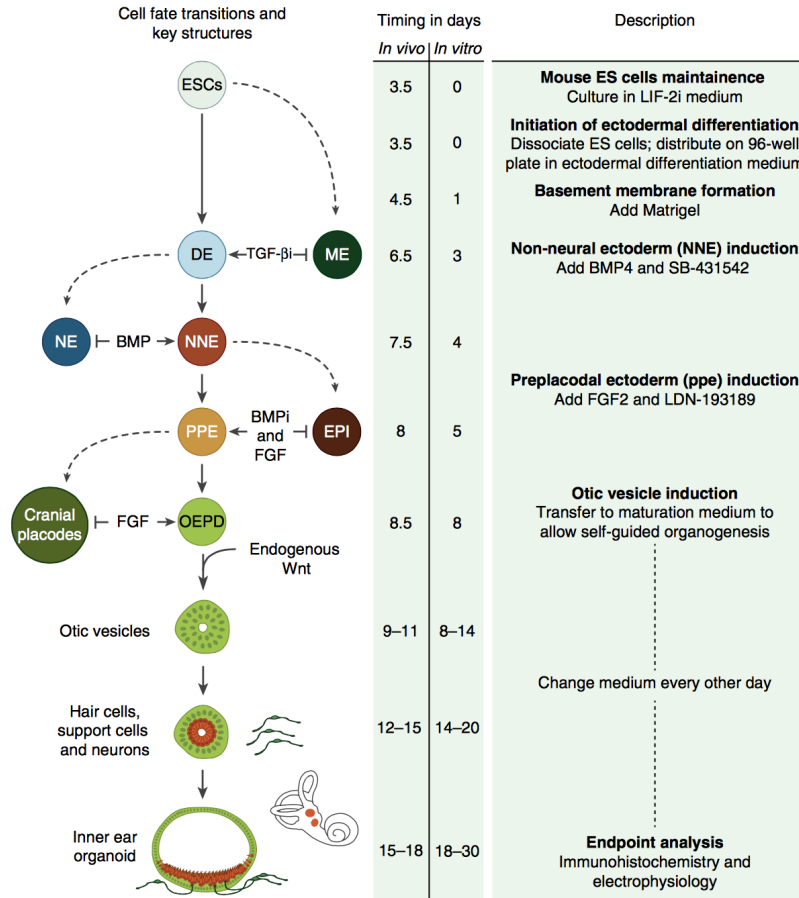 Cell fate transitions and
key structures
Timing in days
In vivo In vitro
Description
ESCs
3.5 0
Mouse ES cells maintainence
Culture in LIF-2i medium
3.5 0
Initiation of ectodermal differentiation
Dissociate ES cells; distribute on 96-well
plate in ectodermal differentiation medium
4.5 1
Basement membrane formation
Add Matrigel
DE TGF-βi ME
6.5 3
Non-neural ectoderm (NNE) induction
Add BMP4 and SB-431542
NE BMP NNE
7.5 4
Preplacodal ectoderm (ppe) induction
Add FGF2 and LDN-193189
PPE
BMPi
and
FGF
EPI
8 5
Cranial
placodes
FGF
OEPD
8.5 8
Otic vesicle induction
Transfer to maturation medium to
allow self-guided organogenesis
Endogenous
Wnt
Otic vesicles
9–11 8–14
Change medium every other day
Hair cells,
support cells
and neurons
12–15 14–20
Inner ear
organoid
15–18 18–30
Endpoint analysis
Immunohistochemistry and
electrophysiology